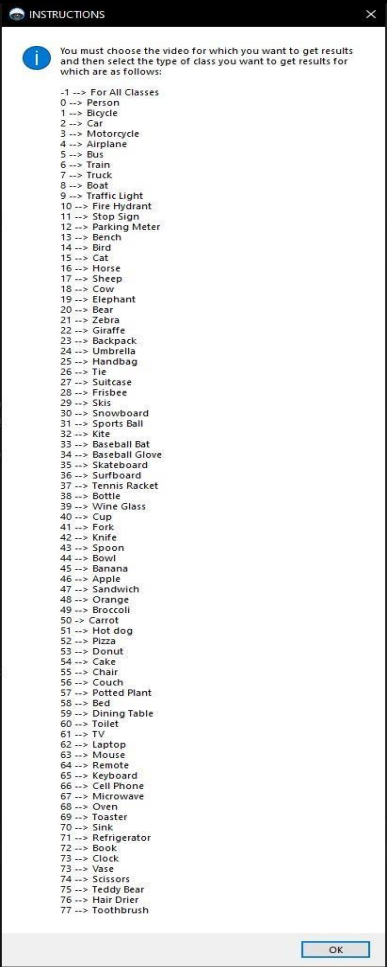 INSTRUCTIONS
You must choose the video for which you want to get results
and then select the type of class you want to get results for
which are as follows:
-1 --> For All Classes
0 --> Person
1 --> Bicycle
2 --> Car
3 --> Motorcycle
4 --> Airplane
5 --> Bus
6 --> Train
7 --> Truck
8 --> Boat
9 --> Traffic Light
10 --> Fire Hydrant
11 --> Stop Sign
12 --> Parking Meter
13 --> Bench
14 --> Bird
15 --> Cat
16 --> Horse
17 --> Sheep
18 --> Cow
19 --> Elephant
20 --> Bear
21 --> Zebra
22 --> Giraffe
23 --> Backpack
24 --> Umbrella
25 --> Handbag
26 --> Tie
27 --> Suitcase
28 --> Frisbee
29 --> Skis
30 --> Snowboard
31 --> Sports Ball
32 --> Kite
33 --> Baseball Bat
34 --> Baseball Glove
35 --> Skateboard
36 --> Surfboard
37 --> Tennis Racket
38 --> Bottle
39 --> Wine Glass
40 --> Cup
41 --> Fork
42 --> Knife
43 --> Spoon
44 --> Bowl
45 --> Banana
46 --> Apple
47 --> Sandwich
48 --> Orange
49 --> Broccoli
50 -> Carrot
51 --> Hot dog
52 --> Pizza
53 --> Donut
54 --> Cake
55 --> Chair
56 --> Couch
57 --> Potted Plant
58 --> Bed
59 --> Dining Table
60 --> Toilet
61 --> TV
62 --> Laptop
63 --> Mouse
64 --> Remote
65 --> Keyboard
66 --> Cell Phone
67 --> Microwave
68 --> Oven
69 --> Toaster
70 --> Sink
71 --> Refrigerator
72 --> Book
73 --> Clock
73 --> Vase
74 --> Scissors
75 --> Teddy Bear
76 --> Hair Drier
77 --> Toothbrush
OK